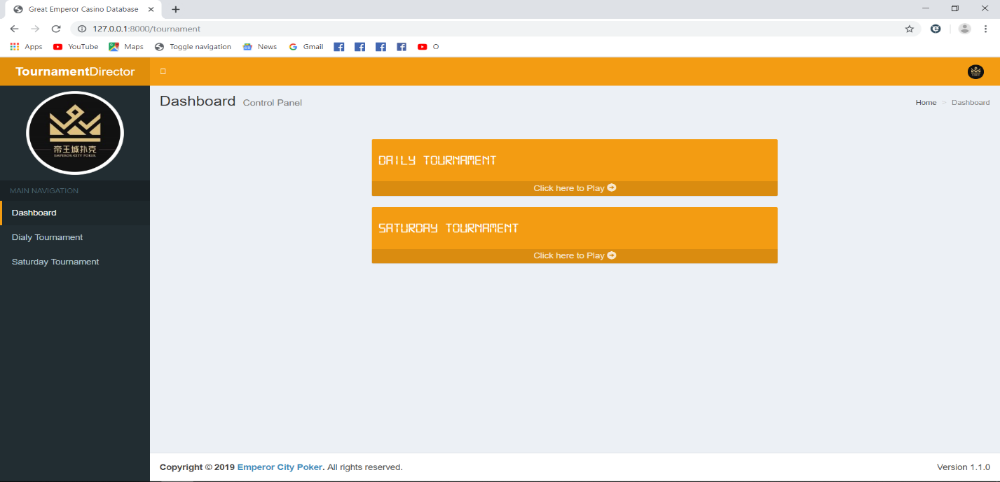 Great Emperor Casino Database
127.0.0.1:8000/tournament
Apps YouTube Maps Toggle navigation News Gmail O
TournamentDirector
帝王城扑克
EMPEROR CITY POKER
MAIN NAVIGATION
Dashboard
Dialy Tournament
Saturday Tournament
Dashboard Control Panel
Home > Dashboard
DAILY TOURNAMENT
Click here to Play
SATURDAY TOURNAMENT
Click here to Play
Copyright © 2019 Emperor City Poker. All rights reserved.
Version 1.1.0